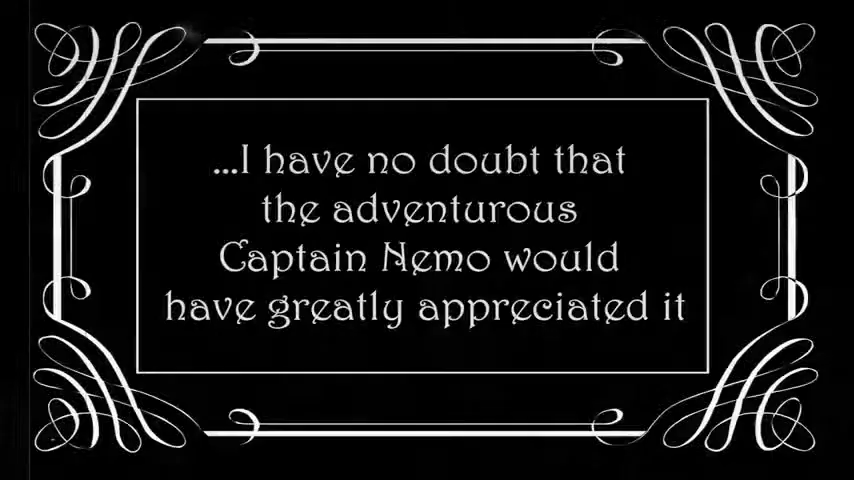 ...I have no doubt that
the adventurous
Captain Nemo would
have greatly appreciated it